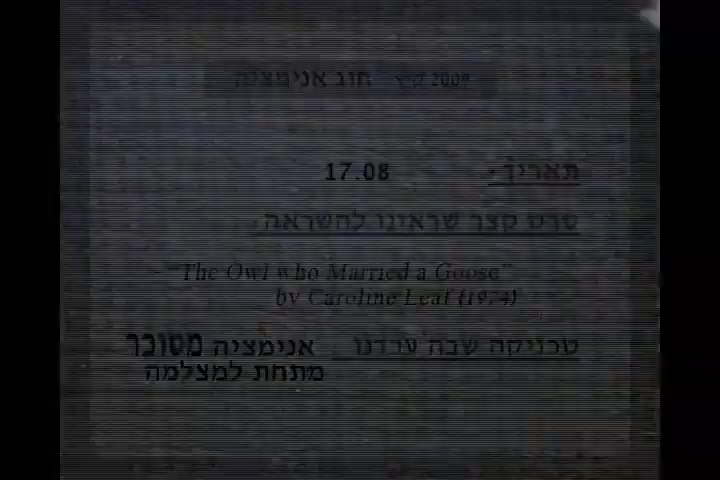 חוג אנימציה קיץ 2009
תאריך: 17.08
סרט קצר שראינו להשראה:
"The Owl who Married a Goose"
by Caroline Leaf (1974)
טכניקה שבה עבדנו אנימציה מסוכר
מתחת למצלמה